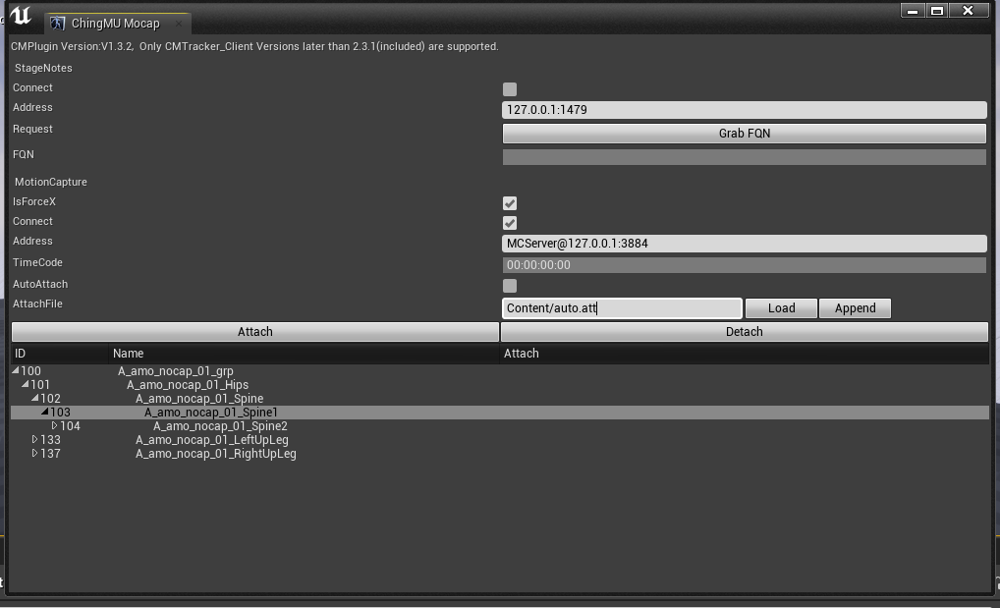 ChingMU Mocap
CMPlugin Version:V1.3.2, Only CMTracker_Client Versions later than 2.3.1(included) are supported.
StageNotes
Connect
Address 127.0.0.1:1479
Request Grab FQN
FQN
MotionCapture
IsForceX
Connect
Address MCServer@127.0.0.1:3884
TimeCode 00:00:00:00
AutoAttach
AttachFile Content/auto.att Load Append
Attach Detach
ID Name Attach
100 A_amo_nocap_01_grp
101 A_amo_nocap_01_Hips
102 A_amo_nocap_01_Spine
103 A_amo_nocap_01_Spine1
104 A_amo_nocap_01_Spine2
133 A_amo_nocap_01_LeftUpLeg
137 A_amo_nocap_01_RightUpLeg